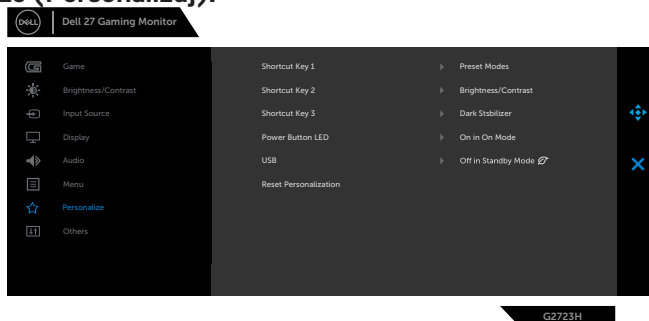 (Personalizuj).
DELL Dell 27 Gaming Monitor
Game Shortcut Key 1 Preset Modes
Brightness/Contrast Shortcut Key 2 Brightness/Contrast
Input Source Shortcut Key 3 Dark Stsbilizer
Display Power Button LED On in On Mode
Audio USB Off in Standby Mode
Menu Reset Personalization
Personalize
Others
G2723H